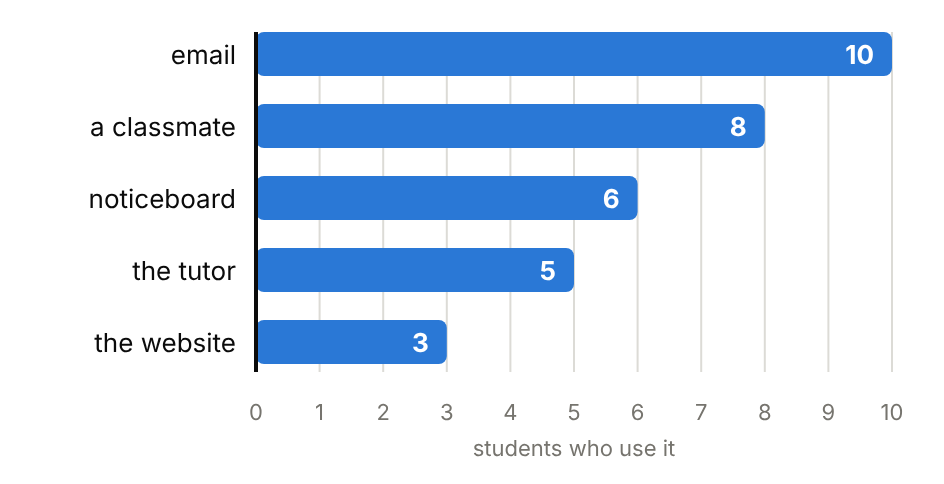 email 10
a classmate 8
noticeboard 6
the tutor 5
the website 3
0 1 2 3 4 5 6 7 8 9 10
students who use it